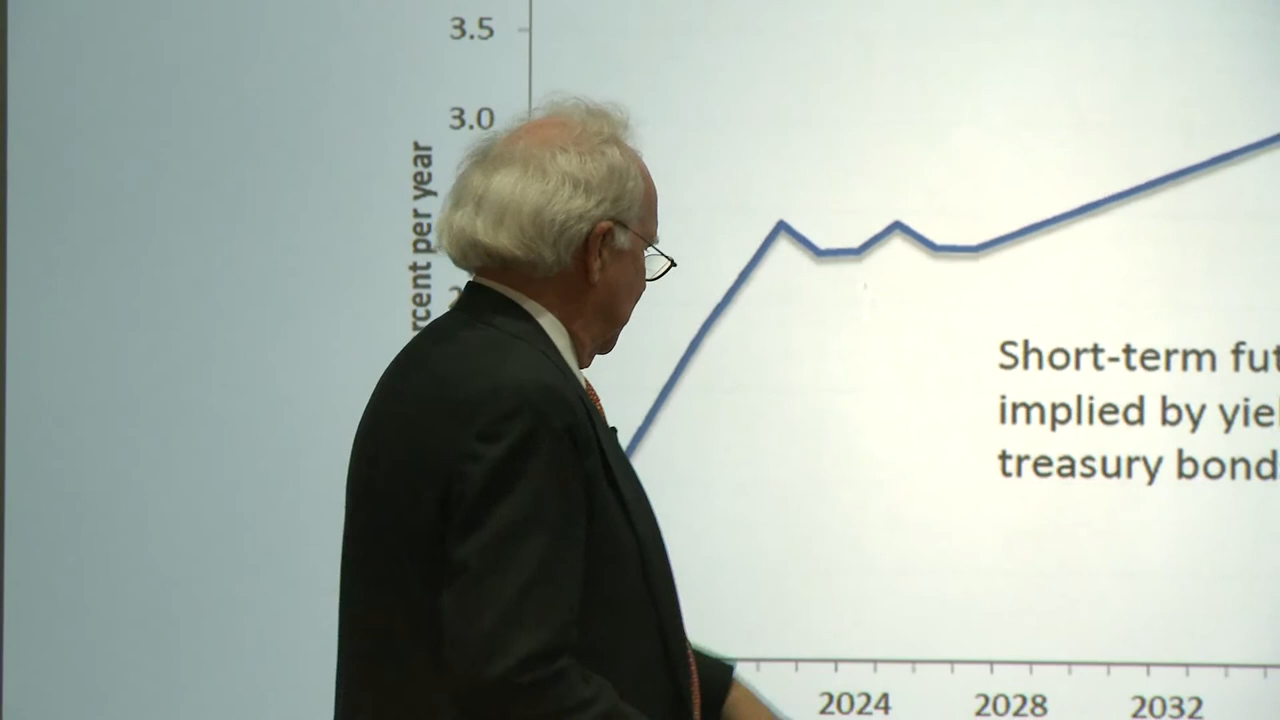 3.5
3.0
rcent per year
Short-term fut
implied by yiel
treasury bond
2024
2028
2032